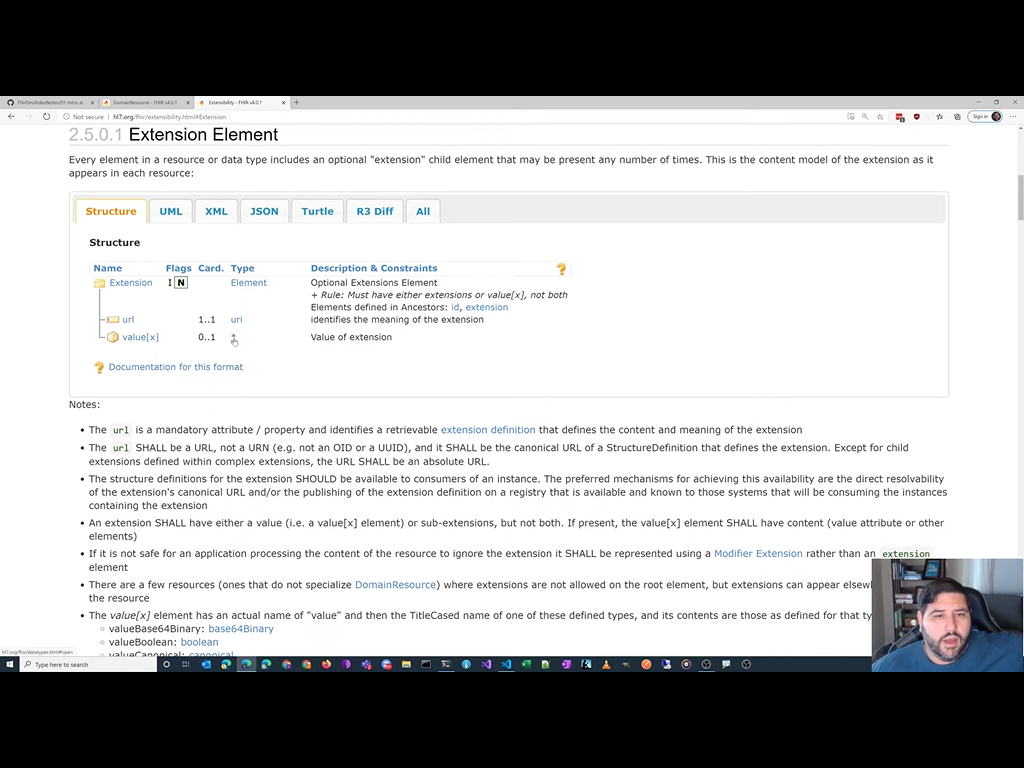 FhirDevVideoNotes/01-Intro at
DomainResource - FHIR v4.0.1
Extensibility - FHIR v4.0.1
Not secure | hl7.org/fhir/extensibility.html#Extension
Sign in
2.5.0.1 Extension Element
Every element in a resource or data type includes an optional "extension" child element that may be present any number of times. This is the content model of the extension as it
appears in each resource:
Structure UML XML JSON Turtle R3 Diff All
Structure
Name Flags Card. Type Description & Constraints
Extension I N Element Optional Extensions Element
+ Rule: Must have either extensions or value[x], not both
Elements defined in Ancestors: id, extension
url 1..1 uri identifies the meaning of the extension
value[x] 0..1 * Value of extension
Documentation for this format
Notes:
• The url is a mandatory attribute / property and identifies a retrievable extension definition that defines the content and meaning of the extension
• The url SHALL be a URL, not a URN (e.g. not an OID or a UUID), and it SHALL be the canonical URL of a StructureDefinition that defines the extension. Except for child
extensions defined within complex extensions, the URL SHALL be an absolute URL.
• The structure definitions for the extension SHOULD be available to consumers of an instance. The preferred mechanisms for achieving this availability are the direct resolvability
of the extension's canonical URL and/or the publishing of the extension definition on a registry that is available and known to those systems that will be consuming the instances
containing the extension
• An extension SHALL have either a value (i.e. a value[x] element) or sub-extensions, but not both. If present, the value[x] element SHALL have content (value attribute or other
elements)
• If it is not safe for an application processing the content of the resource to ignore the extension it SHALL be represented using a Modifier Extension rather than an extension
element
• There are a few resources (ones that do not specialize DomainResource) where extensions are not allowed on the root element, but extensions can appear elsew
the resource
• The value[x] element has an actual name of "value" and then the TitleCased name of one of these defined types, and its contents are those as defined for that ty
○ valueBase64Binary: base64Binary
○ valueBoolean: boolean
○ valueCanonical: canonical
hl7.org/fhir/datatypes.html#open
Type here to search